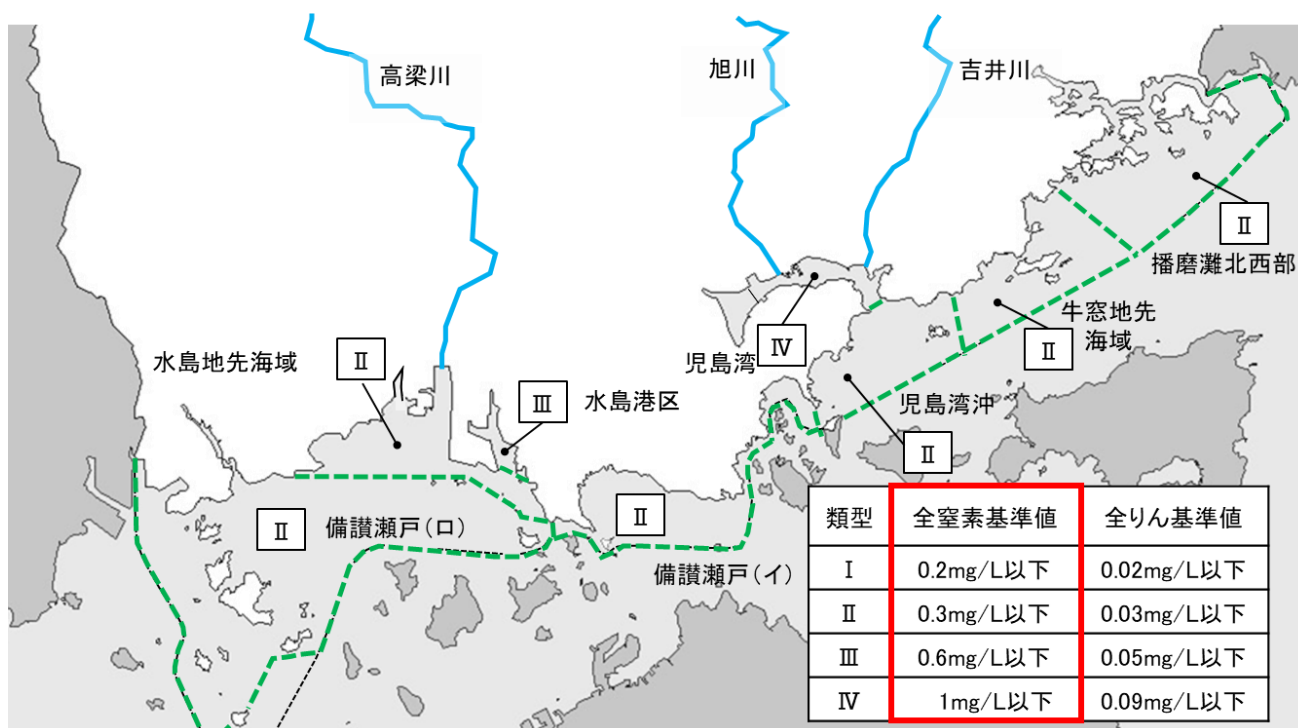 高梁川
旭川
吉井川
Ⅱ
播磨灘北西部
牛窓地先
海域
Ⅱ
水島地先海域
Ⅱ
Ⅲ
水島港区
児島湾
Ⅳ
児島湾沖
Ⅱ
Ⅱ
備讃瀬戸(ロ)
Ⅱ
備讃瀬戸(イ)
類型 全窒素基準値 全りん基準値
Ⅰ 0.2mg/L以下 0.02mg/L以下
Ⅱ 0.3mg/L以下 0.03mg/L以下
Ⅲ 0.6mg/L以下 0.05mg/L以下
Ⅳ 1mg/L以下 0.09mg/L以下